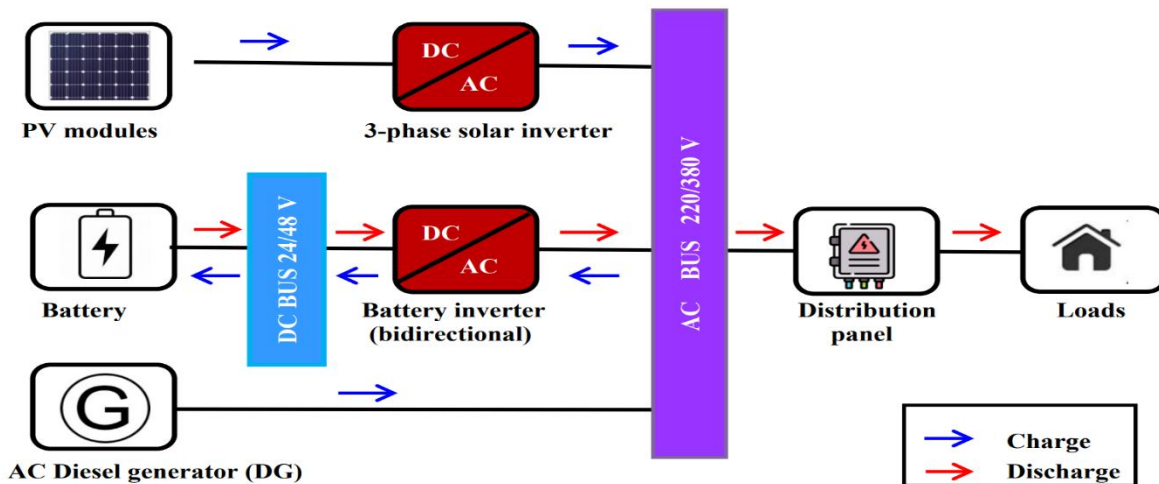 DC
AC
PV modules
3-phase solar inverter
AC BUS 220/380 V
DC BUS 24/48 V
DC
AC
Battery
Battery inverter
(bidirectional)
Distribution
panel
Loads
G
AC Diesel generator (DG)
Charge
Discharge